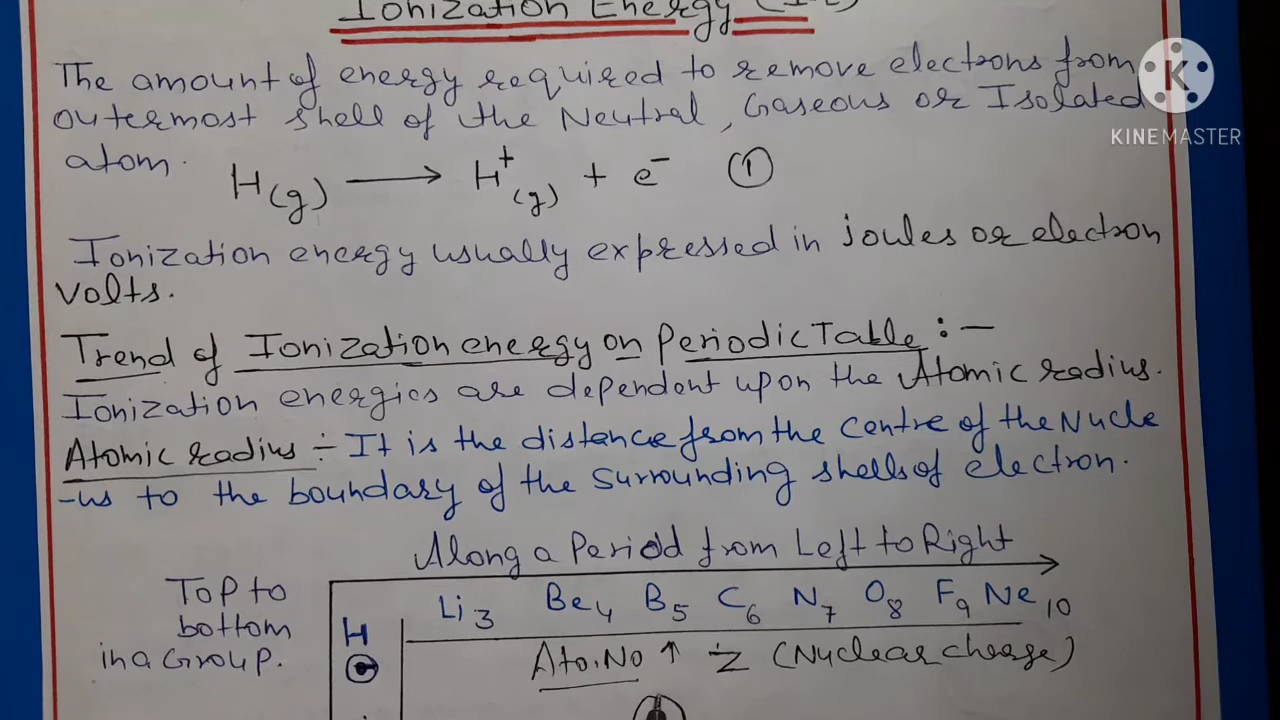 Ionization Energy (I.E)
The amount of energy required to remove electrons from
outermost shell of the Neutral, Gaseous or Isolated
atom.
H(g) ⟶ H⁺(g) + e⁻ ①
Ionization energy usually expressed in joules or electron
volts.
Trend of Ionization energy on Periodic Table :-
Ionization energies are dependent upon the Atomic radius.
Atomic radius ÷ It is the distance from the centre of the Nucle
-us to the boundary of the surrounding shells of electron.
Along a Period from Left to Right
Top to
bottom
in a Group.
H
Li₃ Be₄ B₅ C₆ N₇ O₈ F₉ Ne₁₀
Ato.No ↑ Z (Nuclear charge)
K
KINEMASTER